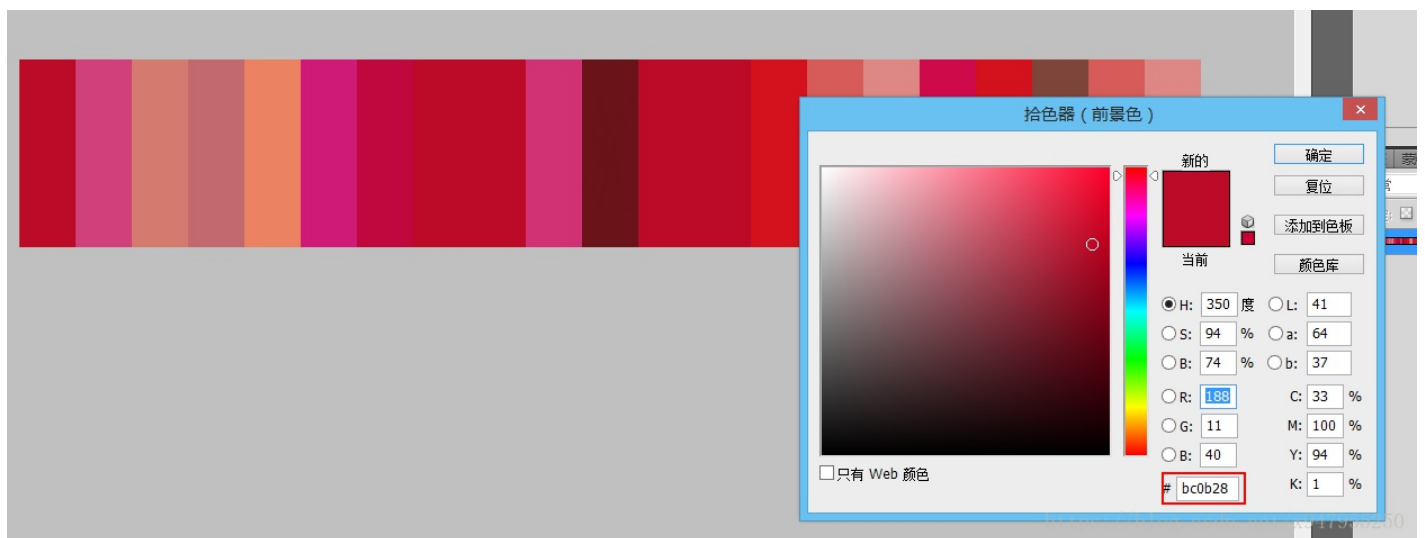 拾色器（前景色）
新的
当前
确定
复位
添加到色板
颜色库
H: 350 度
S: 94 %
B: 74 %
R: 188
G: 11
B: 40
# bc0b28
L: 41
a: 64
b: 37
C: 33 %
M: 100 %
Y: 94 %
K: 1 %
只有 Web 颜色
蒙